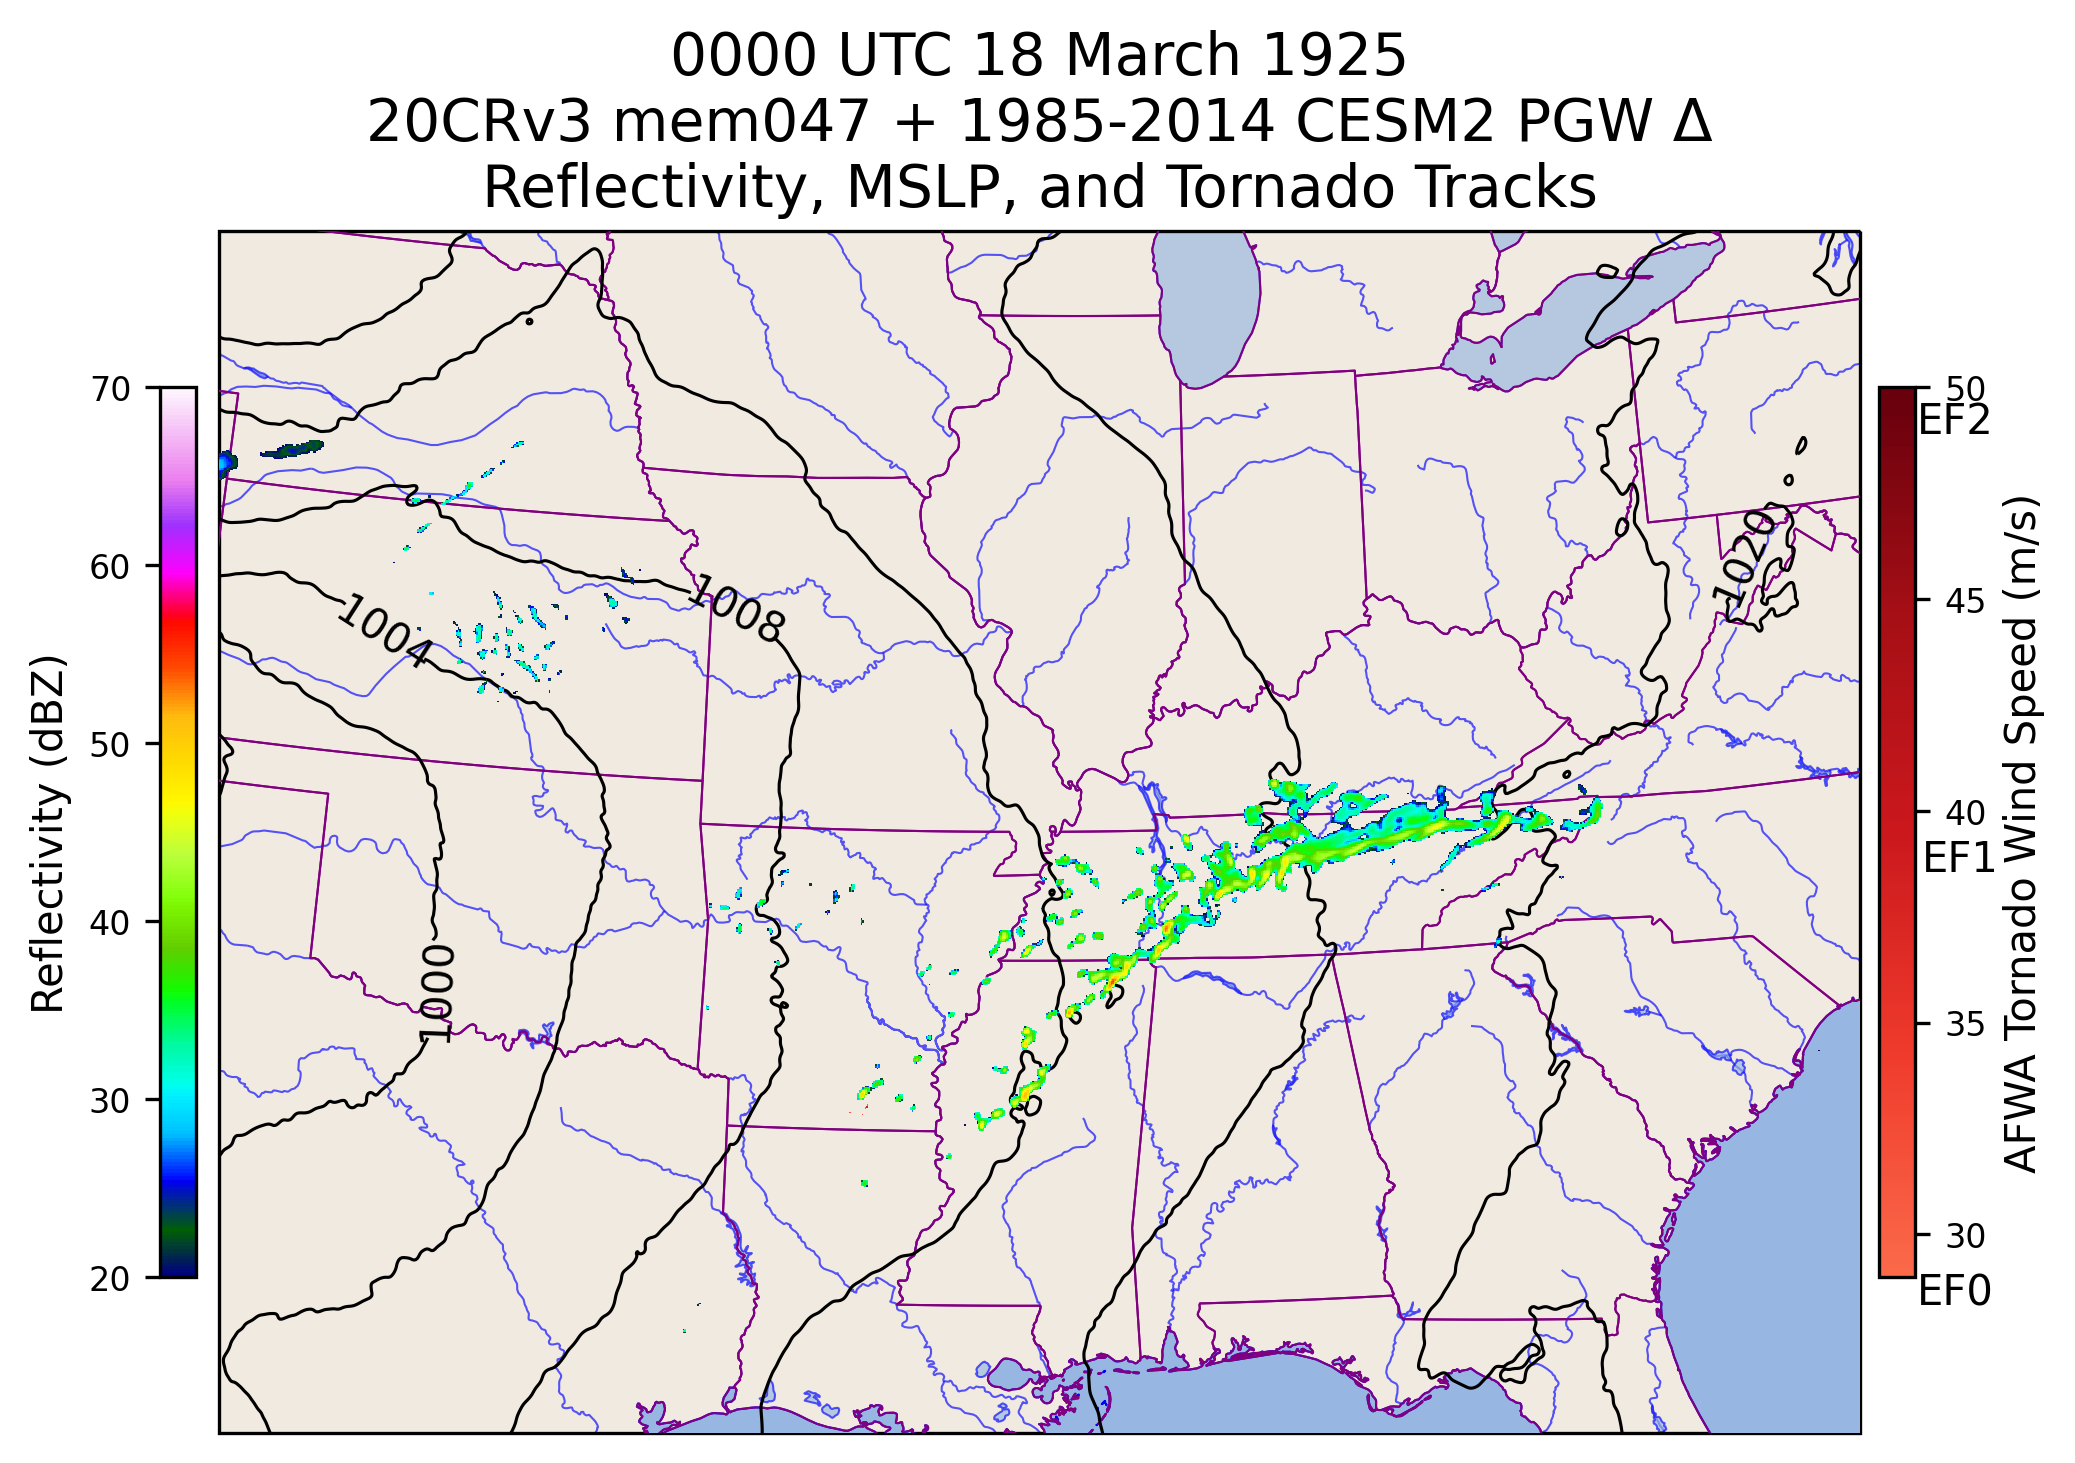 0000 UTC 18 March 1925
20CRv3 mem047 + 1985-2014 CESM2 PGW Δ
Reflectivity, MSLP, and Tornado Tracks
Reflectivity (dBZ)
70
60
50
40
30
20
1008
1004
1000
1020
50
EF2
45
40
EF1
35
30
EF0
AFWA Tornado Wind Speed (m/s)